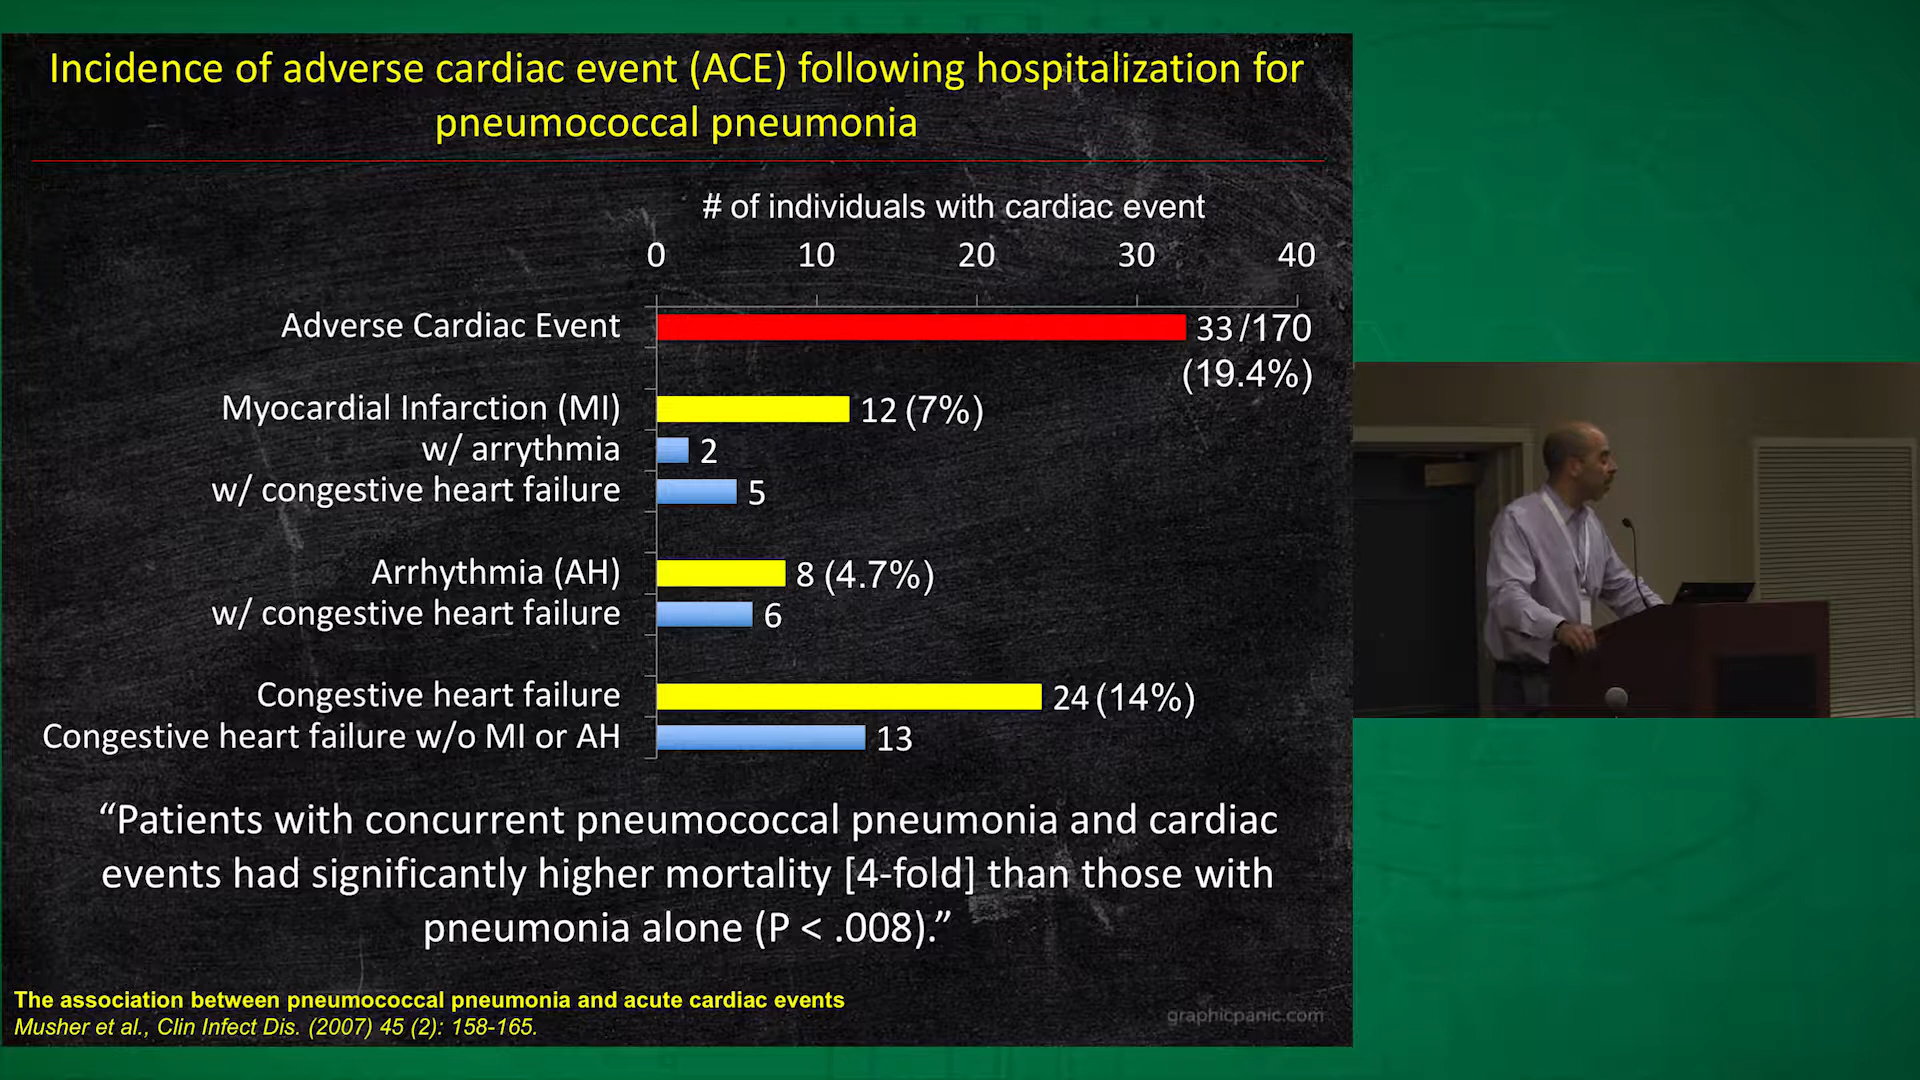 Incidence of adverse cardiac event (ACE) following hospitalization for
pneumococcal pneumonia
# of individuals with cardiac event
0 10 20 30 40
Adverse Cardiac Event 33/170
(19.4%)
Myocardial Infarction (MI) 12 (7%)
w/ arrythmia 2
w/ congestive heart failure 5
Arrhythmia (AH) 8 (4.7%)
w/ congestive heart failure 6
Congestive heart failure 24 (14%)
Congestive heart failure w/o MI or AH 13
“Patients with concurrent pneumococcal pneumonia and cardiac
events had significantly higher mortality [4-fold] than those with
pneumonia alone (P < .008).”
The association between pneumococcal pneumonia and acute cardiac events
Musher et al., Clin Infect Dis. (2007) 45 (2): 158-165.
graphicpanic.com